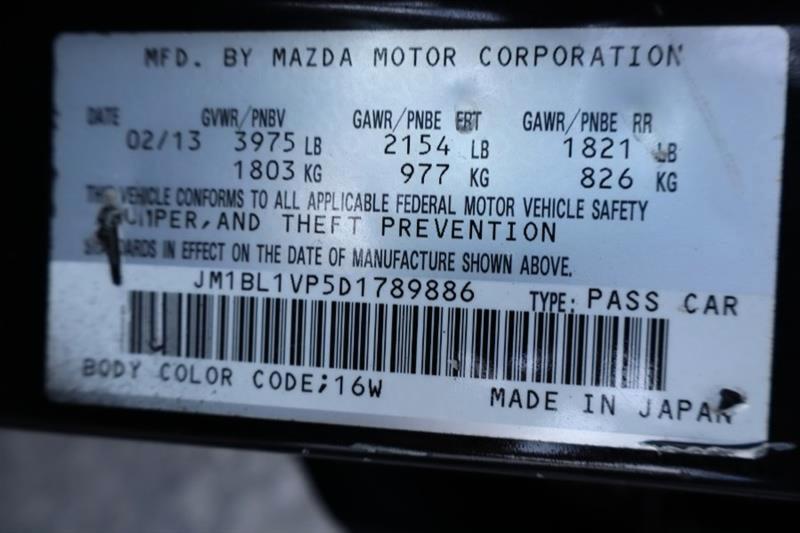 MFD. BY MAZDA MOTOR CORPORATION
DATE GVWR/PNBV GAWR/PNBE FRT GAWR/PNBE RR
02/13 3975 LB 2154 LB 1821 LB
1803 KG 977 KG 826 KG
THIS VEHICLE CONFORMS TO ALL APPLICABLE FEDERAL MOTOR VEHICLE SAFETY
BUMPER, AND THEFT PREVENTION
STANDARDS IN EFFECT ON THE DATE OF MANUFACTURE SHOWN ABOVE.
JM1BL1VP5D1789886 TYPE: PASS CAR
BODY COLOR CODE;16W MADE IN JAPAN